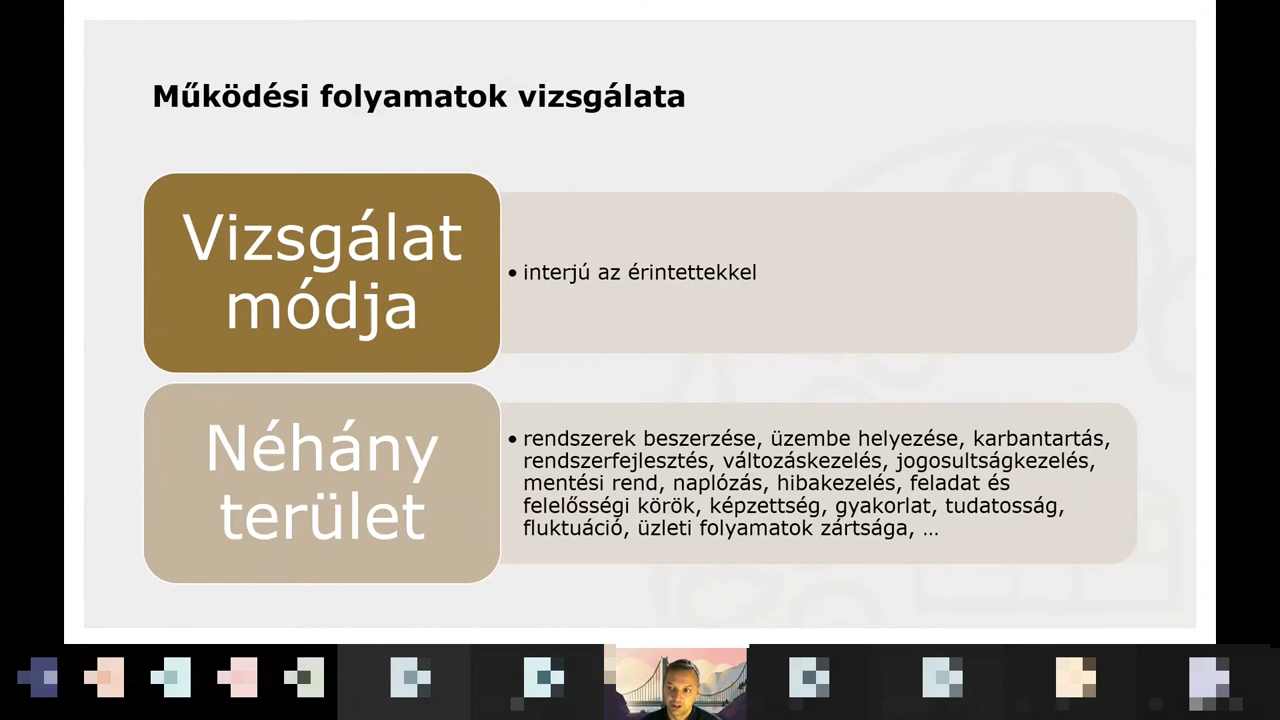 Működési folyamatok vizsgálata
Vizsgálat
módja
• interjú az érintettekkel
Néhány
terület
• rendszerek beszerzése, üzembe helyezése, karbantartás,
rendszerfejlesztés, változáskezelés, jogosultságkezelés,
mentési rend, naplózás, hibakezelés, feladat és
felelősségi körök, képzettség, gyakorlat, tudatosság,
fluktuáció, üzleti folyamatok zártsága, …